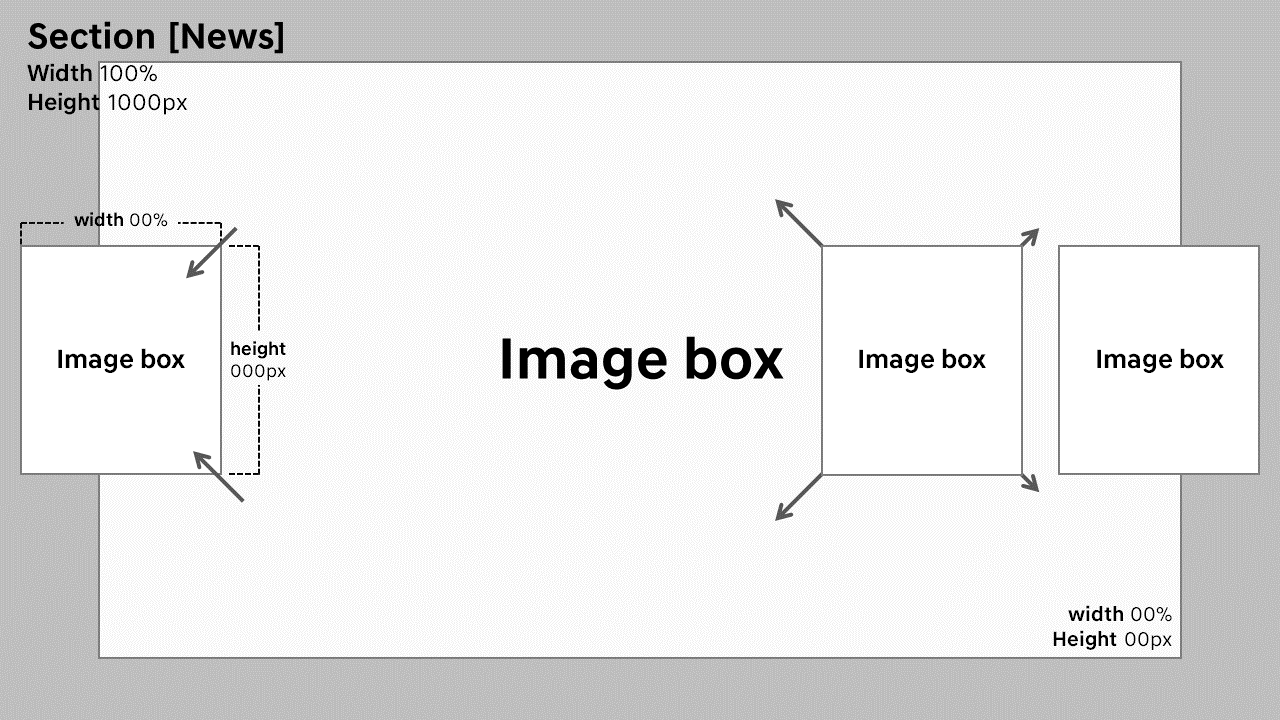 Section [News]
Width 100%
Height 1000px
width 00%
Image box
height
000px
Image box
Image box
Image box
width 00%
Height 00px